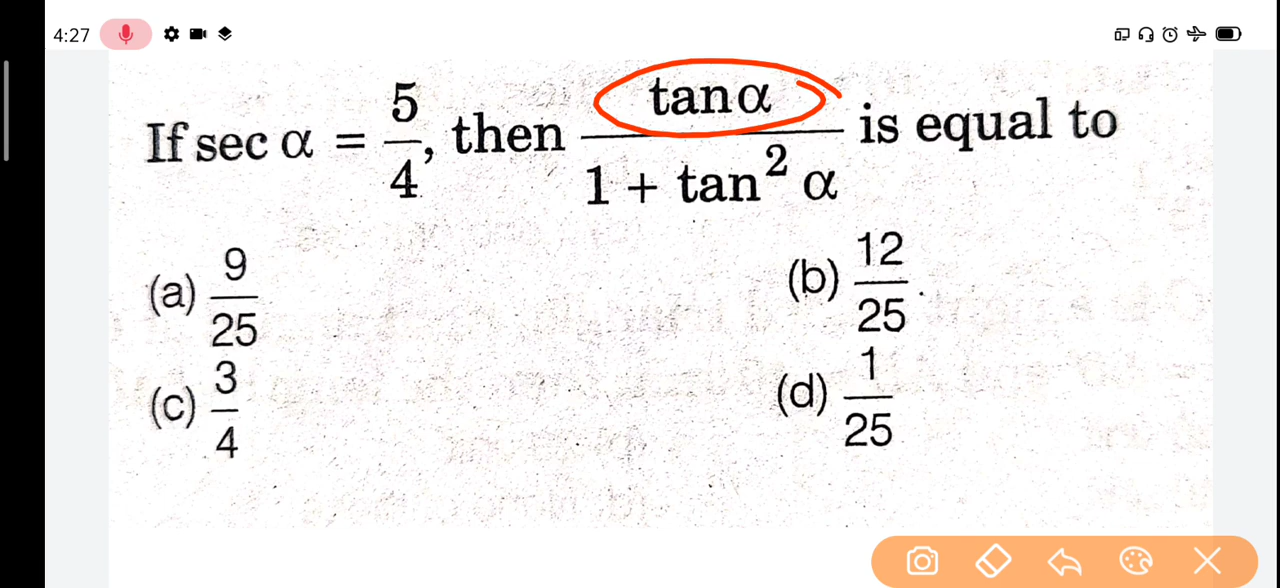 4:27
If sec α = 5/4, then tan α / 1 + tan² α is equal to
(a) 9/25
(b) 12/25.
(c) 3/4
(d) 1/25